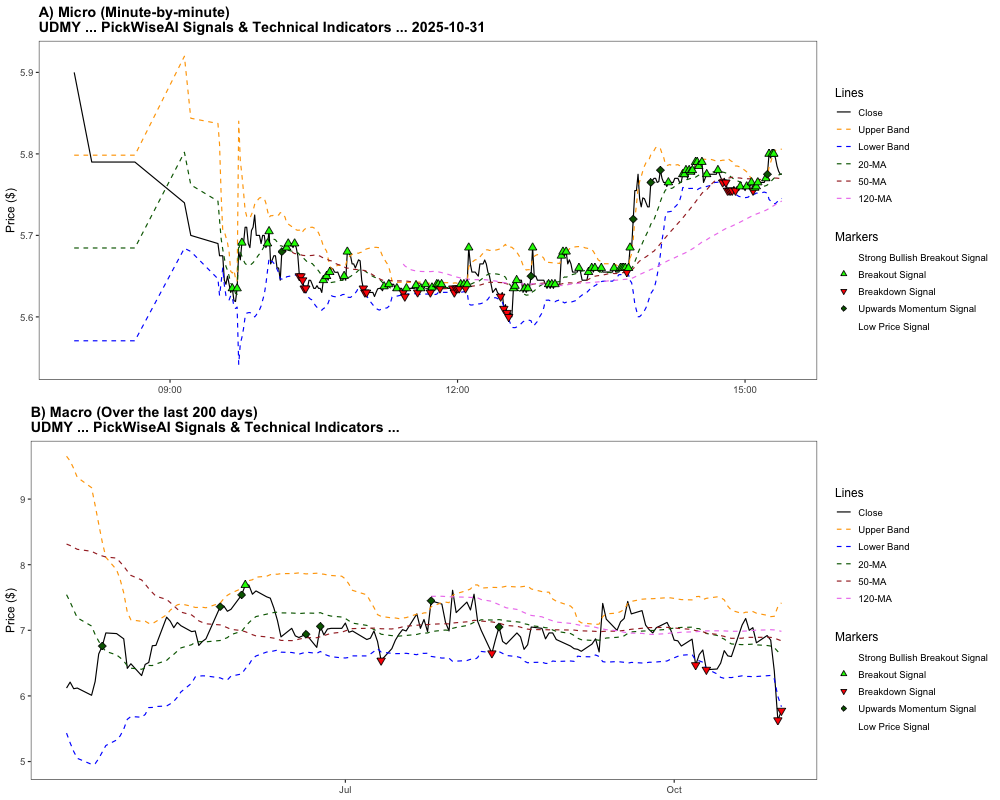 A) Micro (Minute-by-minute)
UDMY ... PickWiseAI Signals & Technical Indicators ... 2025-10-31
Price ($)
5.9
5.8
5.7
5.6
09:00
12:00
15:00
Lines
Close
Upper Band
Lower Band
20-MA
50-MA
120-MA
Markers
Strong Bullish Breakout Signal
Breakout Signal
Breakdown Signal
Upwards Momentum Signal
Low Price Signal
B) Macro (Over the last 200 days)
UDMY ... PickWiseAI Signals & Technical Indicators ...
Price ($)
9
8
7
6
5
Jul
Oct
Lines
Close
Upper Band
Lower Band
20-MA
50-MA
120-MA
Markers
Strong Bullish Breakout Signal
Breakout Signal
Breakdown Signal
Upwards Momentum Signal
Low Price Signal